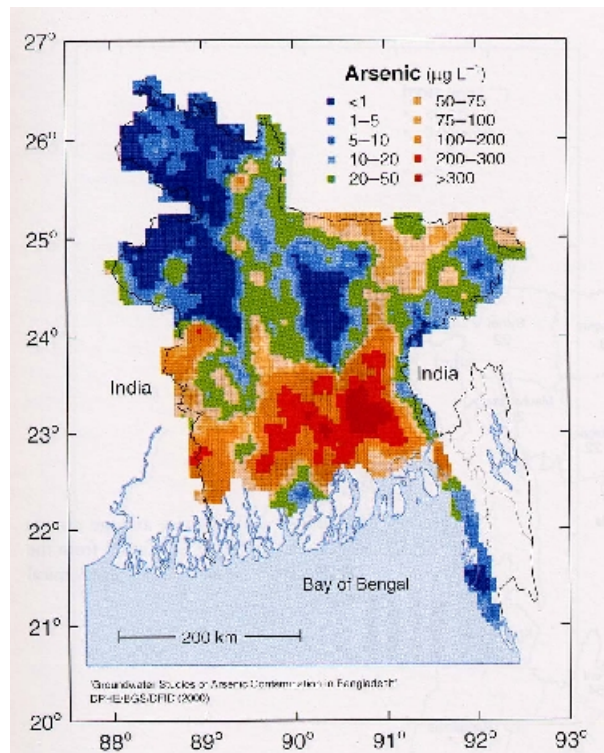 27°
26°
25°
24°
23°
22°
21°
20°
Arsenic (µg L⁻¹)
<1
1–5
5–10
10–20
20–50
50–75
75–100
100–200
200–300
>300
India
India
Bay of Bengal
200 km
'Groundwater Studies of Arsenic Contamination in Bangladesh'
DPHE/BGS/DFID (2000)
88° 89° 90° 91° 92° 93°